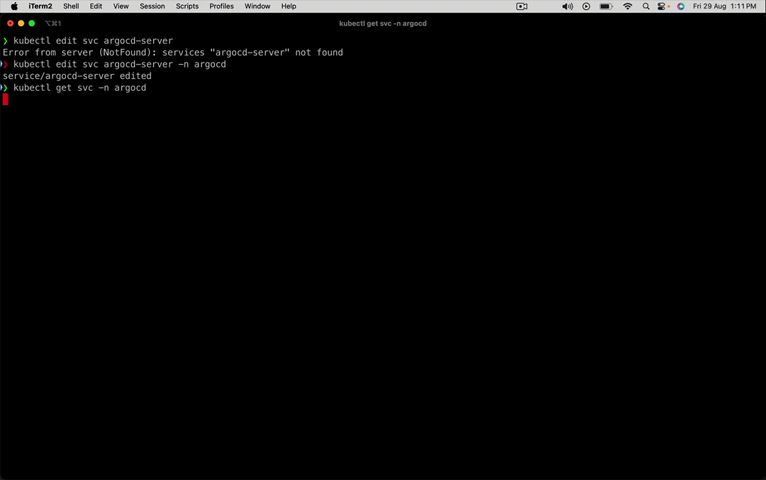 iTerm2 Shell Edit View Session Scripts Profiles Window Help Fri 29 Aug 1:11 PM
⌥⌘1 kubectl get svc -n argocd
❯ kubectl edit svc argocd-server
Error from server (NotFound): services "argocd-server" not found
❯ kubectl edit svc argocd-server -n argocd
service/argocd-server edited
❯ kubectl get svc -n argocd